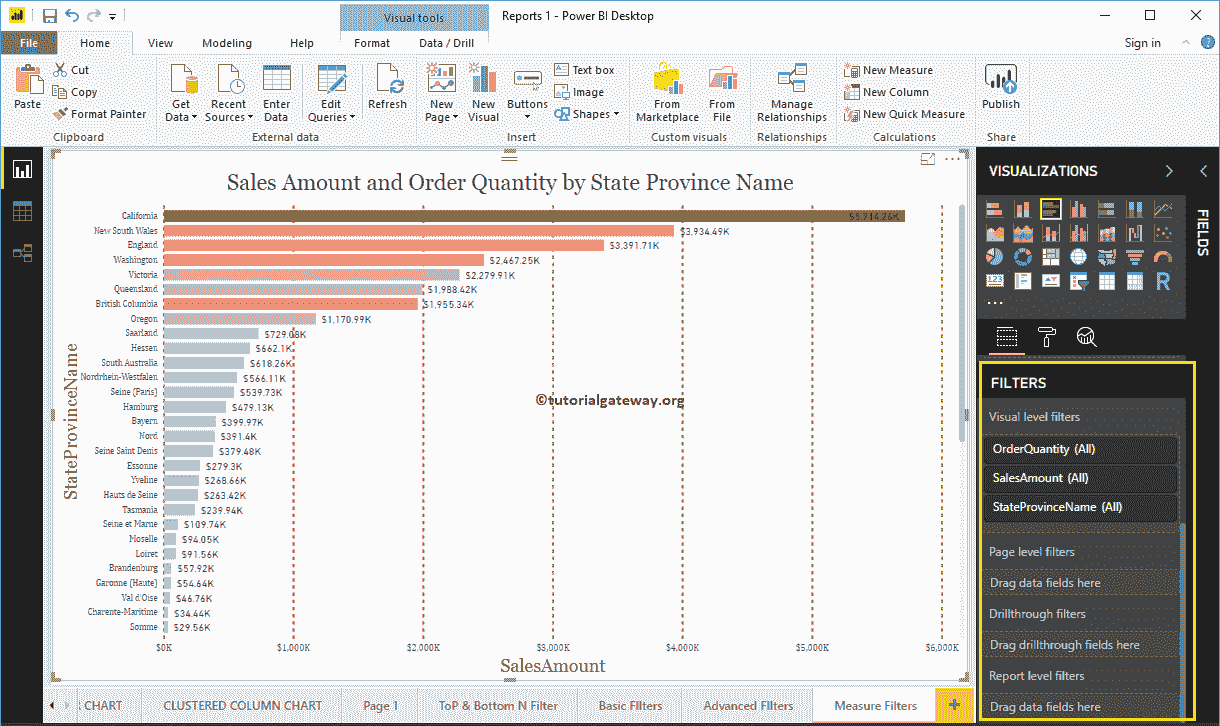 Visual tools
Reports 1 - Power BI Desktop
File
Home
View
Modeling
Help
Format
Data / Drill
Sign in
Paste
Cut
Copy
Format Painter
Clipboard
Get Data
Recent Sources
Enter Data
Edit Queries
External data
Refresh
New Page
New Visual
Buttons
Text box
Image
Shapes
Insert
From Marketplace
From File
Custom visuals
Manage Relationships
Relationships
New Measure
New Column
New Quick Measure
Calculations
Publish
Share
Sales Amount and Order Quantity by State Province Name
StateProvinceName
California $5,714.26K
New South Wales $3,934.49K
England $3,391.71K
Washington $2,467.25K
Victoria $2,279.91K
Queensland $1,988.42K
British Columbia $1,955.34K
Oregon $1,170.99K
Saarland $729.08K
Hessen $662.1K
South Australia $618.26K
Nordrhein-Westfalen $566.11K
Seine (Paris) $539.73K
Hamburg $479.13K
Bayern $399.97K
Nord $391.4K
Seine Saint Denis $379.48K
Essonne $279.3K
Yveline $268.66K
Hauts de Seine $263.42K
Tasmania $239.94K
Seine et Marne $109.74K
Moselle $94.05K
Loiret $91.56K
Brandenburg $57.92K
Garonne (Haute) $54.64K
Val d'Oise $46.76K
Charente-Maritime $34.44K
Somme $29.56K
©tutorialgateway.org
$0K $1,000K $2,000K $3,000K $4,000K $5,000K $6,000K
SalesAmount
VISUALIZATIONS
FIELDS
123
R
FILTERS
Visual level filters
OrderQuantity (All)
SalesAmount (All)
StateProvinceName (All)
Page level filters
Drag data fields here
Drillthrough filters
Drag drillthrough fields here
Report level filters
Drag data fields here
CHART
CLUSTERED COLUMN CHART
Page 1
ToP & Bottom N Filter
Basic FIlters
Advanced FIlters
Measure Filters
+